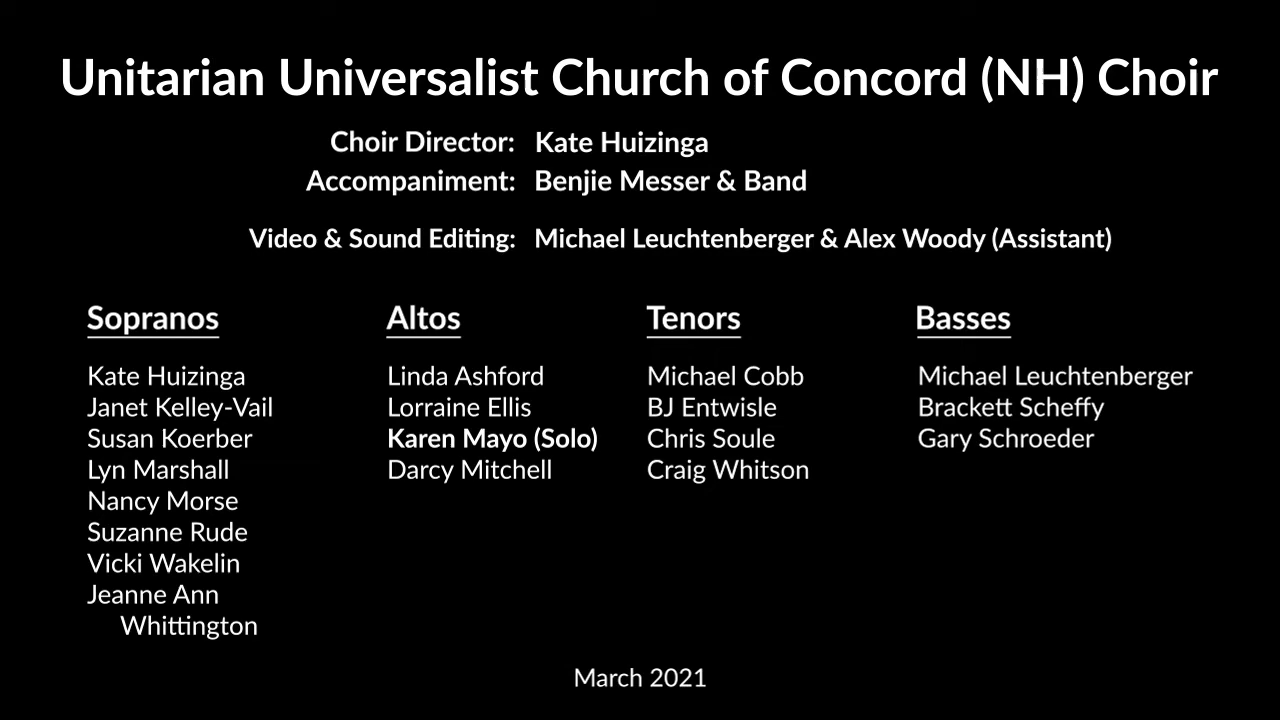 Unitarian Universalist Church of Concord (NH) Choir
Choir Director: Kate Huizinga
Accompaniment: Benjie Messer & Band
Video & Sound Editing: Michael Leuchtenberger & Alex Woody (Assistant)
Sopranos
Kate Huizinga
Janet Kelley-Vail
Susan Koerber
Lyn Marshall
Nancy Morse
Suzanne Rude
Vicki Wakelin
Jeanne Ann
Whittington
Altos
Linda Ashford
Lorraine Ellis
Karen Mayo (Solo)
Darcy Mitchell
Tenors
Michael Cobb
BJ Entwisle
Chris Soule
Craig Whitson
Basses
Michael Leuchtenberger
Brackett Scheffy
Gary Schroeder
March 2021